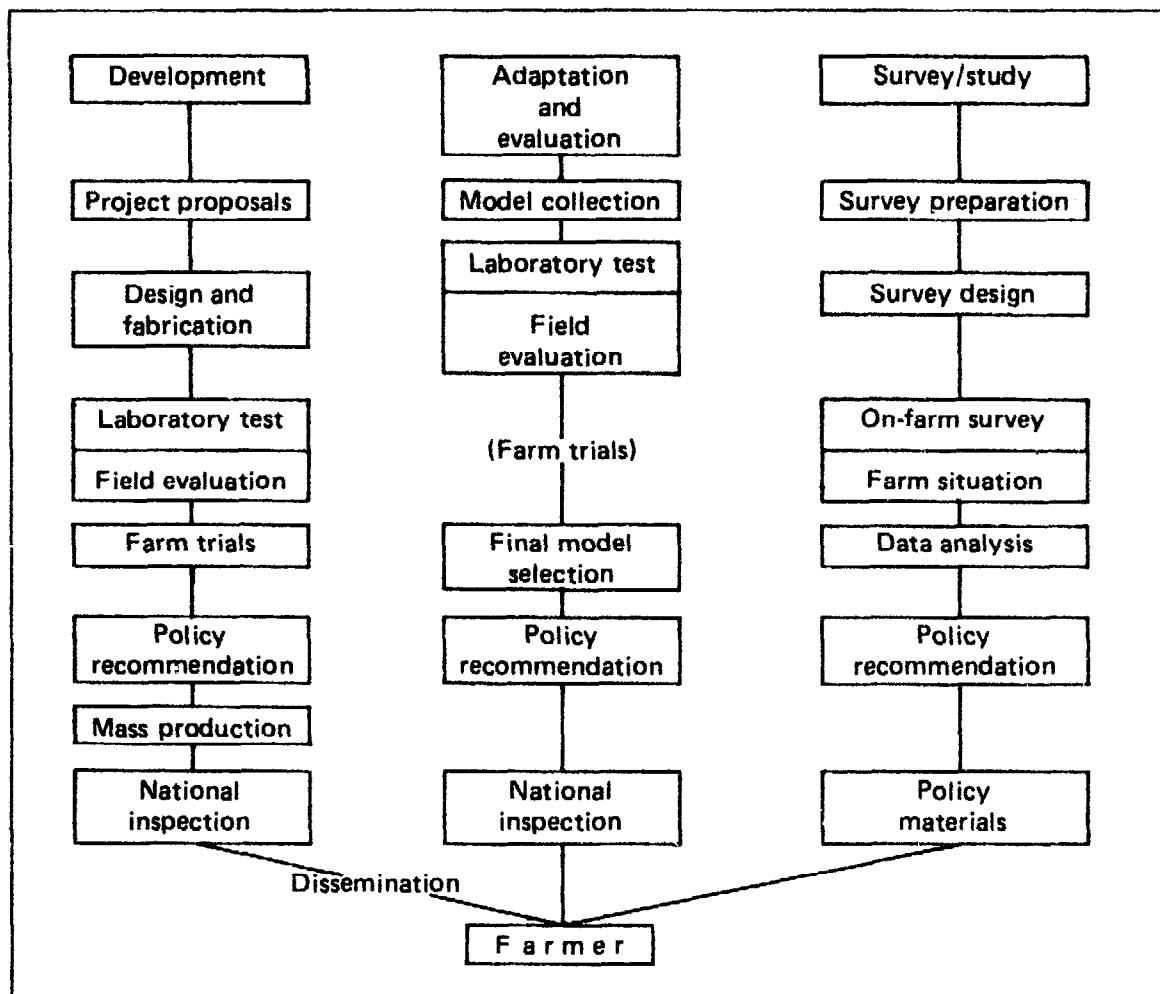 Development
Project proposals
Design and
fabrication
Laboratory test
Field evaluation
Farm trials
Policy
recommendation
Mass production
National
inspection
Adaptation
and
evaluation
Model collection
Laboratory test
Field
evaluation
(Farm trials)
Final model
selection
Policy
recommendation
National
inspection
Survey/study
Survey preparation
Survey design
On-farm survey
Farm situation
Data analysis
Policy
recommendation
Policy
materials
Dissemination
Farmer